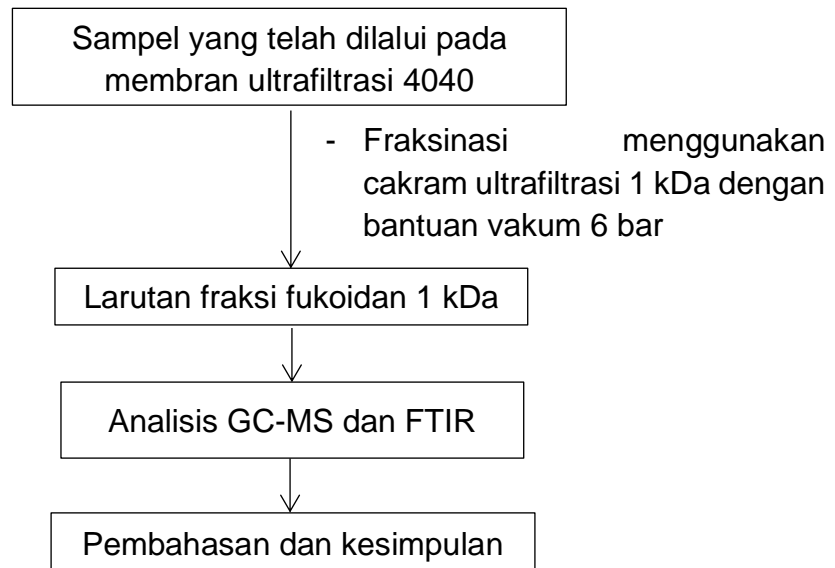 Sampel yang telah dilalui pada
membran ultrafiltrasi 4040
- Fraksinasi menggunakan
cakram ultrafiltrasi 1 kDa dengan
bantuan vakum 6 bar
Larutan fraksi fukoidan 1 kDa
Analisis GC-MS dan FTIR
Pembahasan dan kesimpulan